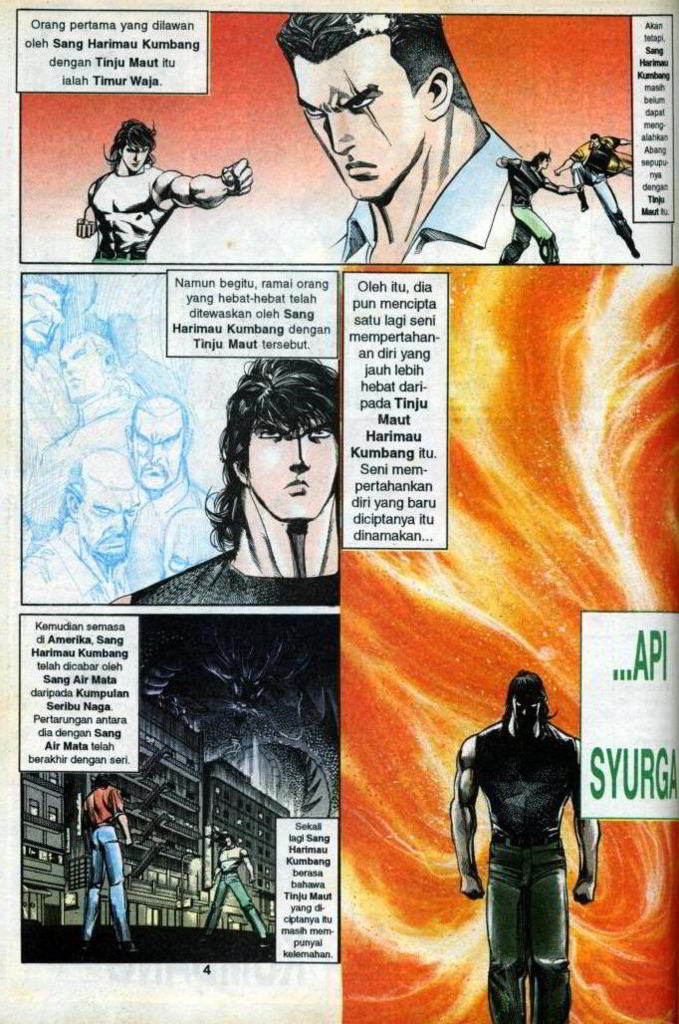 Orang pertama yang dilawan
oleh Sang Harimau Kumbang
dengan Tinju Maut itu
ialah Timur Waja.
Akan
tetapi,
Sang
Harimau
Kumbang
masih
belum
dapat
meng-
alahkan
Abang
sepupu-
nya
dengan
Tinju
Maut itu.
Namun begitu, ramai orang
yang hebat-hebat telah
ditewaskan oleh Sang
Harimau Kumbang dengan
Tinju Maut tersebut.
Kemudian semasa
di Amerika, Sang
Harimau Kumbang
telah dicabar oleh
Sang Air Mata
daripada Kumpulan
Seribu Naga.
Pertarungan antara
dia dengan Sang
Air Mata telah
berakhir dengan seri.
Sekali
lagi Sang
Harimau
Kumbang
berasa
bahawa
Tinju Maut
yang di-
ciptanya itu
masih mem-
punyai
kelemahan.
Oleh itu, dia
pun mencipta
satu lagi seni
mempertahan-
an diri yang
jauh lebih
hebat dari-
pada Tinju
Maut
Harimau
Kumbang itu.
Seni mem-
pertahankan
diri yang baru
diciptanya itu
dinamakan...
...API
SYURGA
4